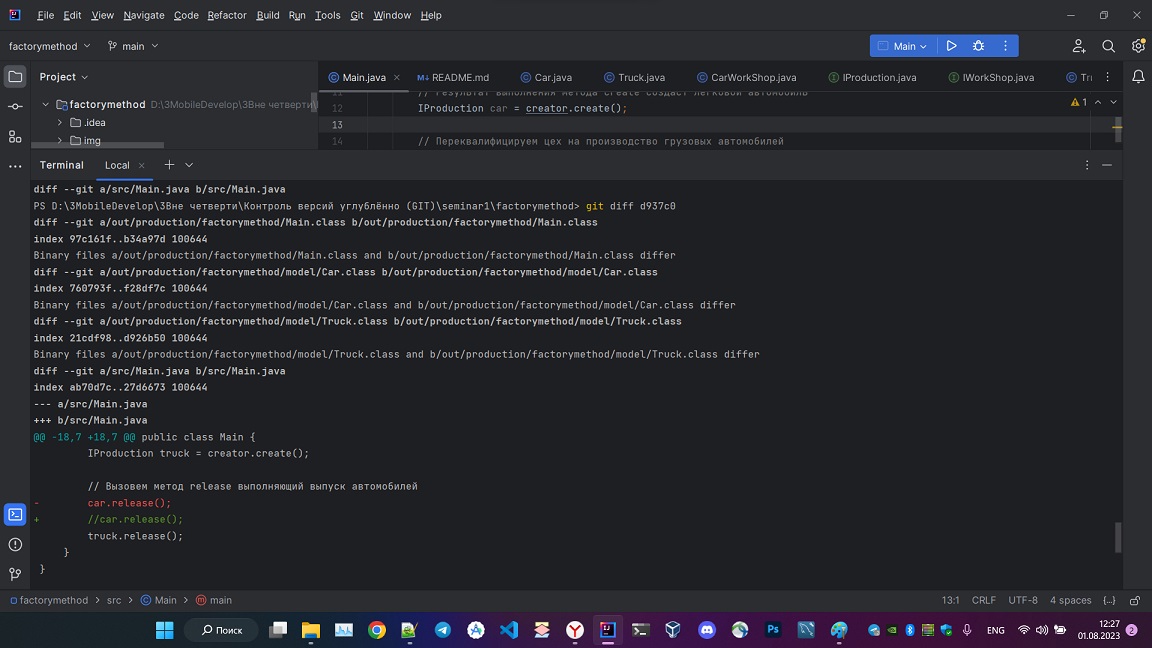 File Edit View Navigate Code Refactor Build Run Tools Git Window Help
factorymethod main Main
Project Main.java README.md Car.java Truck.java CarWorkShop.java IProduction.java IWorkShop.java
factorymethod D:\3MobileDevelop\3Вне четверти\
.idea
img
11 // Результат выполнения метода create создаст легковой автомобиль
12 IProduction car = creator.create();
13
14 // Переквалифицируем цех на производство грузовых автомобилей
1
Terminal Local
diff --git a/src/Main.java b/src/Main.java
PS D:\3MobileDevelop\3Вне четверти\Контроль версий углублённо (GIT)\seminar1\factorymethod> git diff d937c0
diff --git a/out/production/factorymethod/Main.class b/out/production/factorymethod/Main.class
index 97c161f..b34a97d 100644
Binary files a/out/production/factorymethod/Main.class and b/out/production/factorymethod/Main.class differ
diff --git a/out/production/factorymethod/model/Car.class b/out/production/factorymethod/model/Car.class
index 760793f..f28df7c 100644
Binary files a/out/production/factorymethod/model/Car.class and b/out/production/factorymethod/model/Car.class differ
diff --git a/out/production/factorymethod/model/Truck.class b/out/production/factorymethod/model/Truck.class
index 21cdf98..d926b50 100644
Binary files a/out/production/factorymethod/model/Truck.class and b/out/production/factorymethod/model/Truck.class differ
diff --git a/src/Main.java b/src/Main.java
index ab70d7c..27d6673 100644
--- a/src/Main.java
+++ b/src/Main.java
@@ -18,7 +18,7 @@ public class Main {
IProduction truck = creator.create();
// Вызовем метод release выполняющий выпуск автомобилей
- car.release();
+ //car.release();
truck.release();
}
}
factorymethod > src > Main > main 13:1 CRLF UTF-8 4 spaces
Поиск ENG 12:27
01.08.2023 2